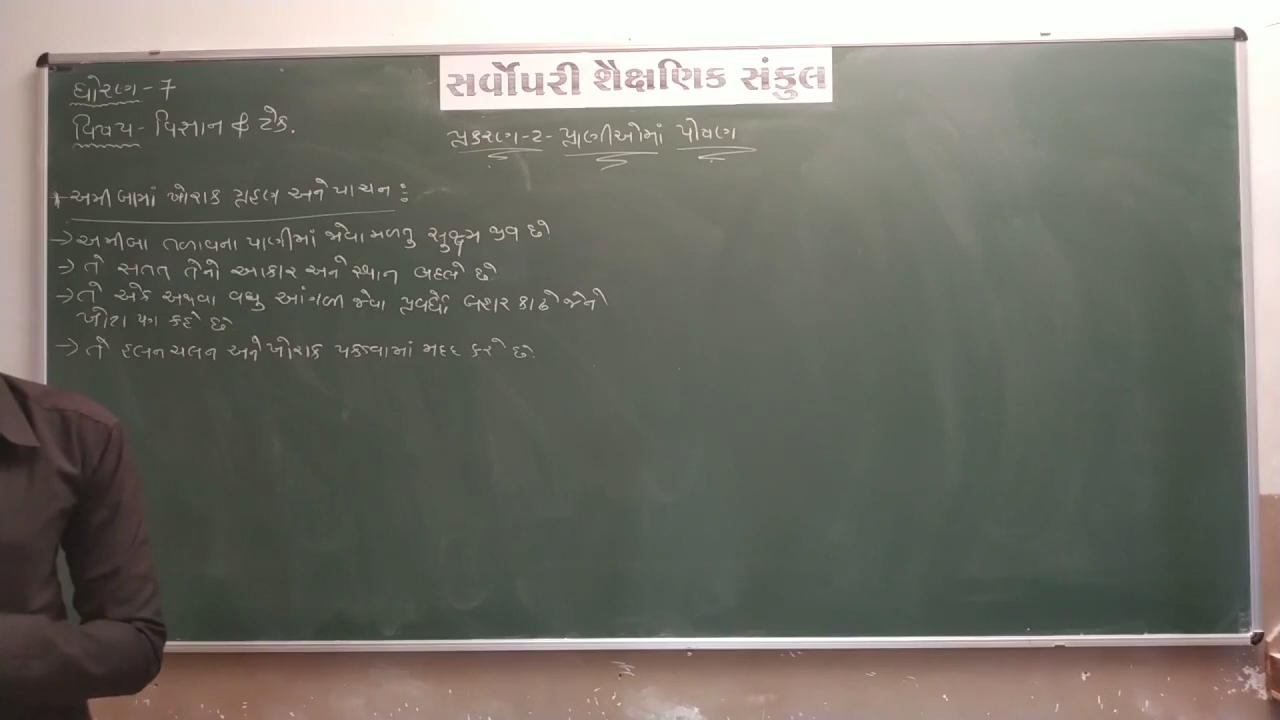 સર્વોપરી શૈક્ષણિક સંકુલ
ધોરણ - 7
વિષય - વિજ્ઞાન & ટેક.
પ્રકરણ-૨- પ્રાણીઓમાં પોષણ
* અમીબામાં ખોરાક ગ્રહણ અને પાચન :
→ અમીબા તળાવના પાણીમાં જોવા મળતુ સુક્ષ્મ જીવ છે
→ તે સતત તેનો આકાર અને સ્થાન બદલે છે
→ તે એક અથવા વધુ આંગળી જેવા પ્રવર્ધો બહાર કાઢે જેને
ખોટા પગ કહે છે
→ તે હલનચલન અને ખોરાક પકડવામાં મદદ કરે છે.